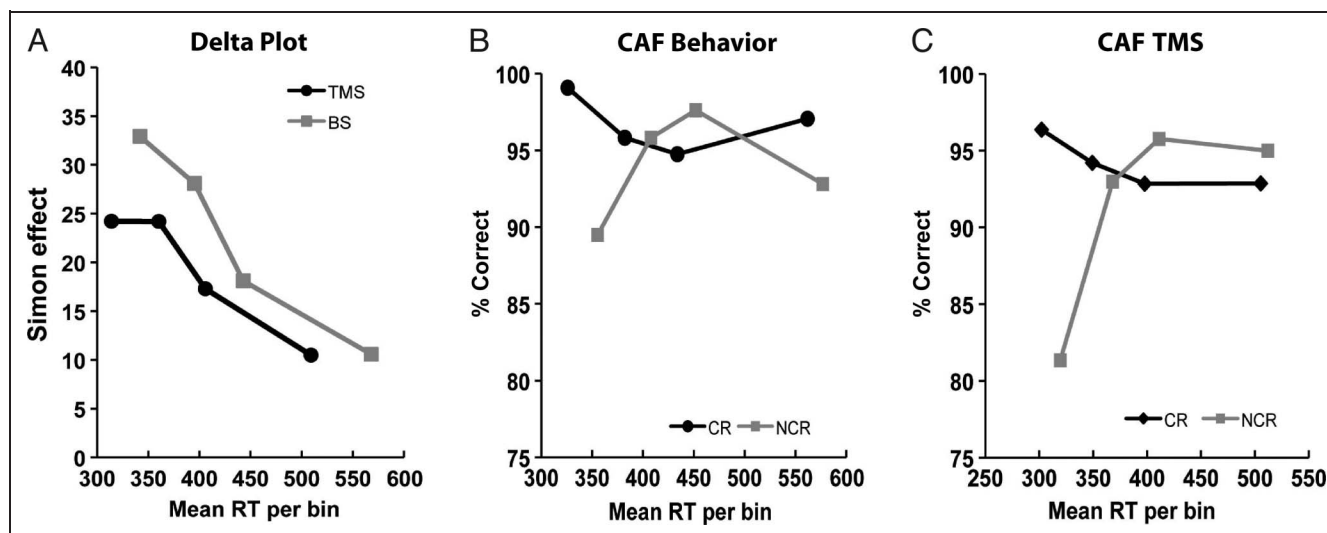 A
Delta Plot
40
35
30
25
20
15
10
5
0
Simon effect
TMS
BS
300 350 400 450 500 550 600
Mean RT per bin
B
CAF Behavior
100
95
90
85
80
75
% Correct
CR NCR
300 350 400 450 500 550 600
Mean RT per bin
C
CAF TMS
100
95
90
85
80
75
% Correct
CR NCR
250 300 350 400 450 500 550
Mean RT per bin